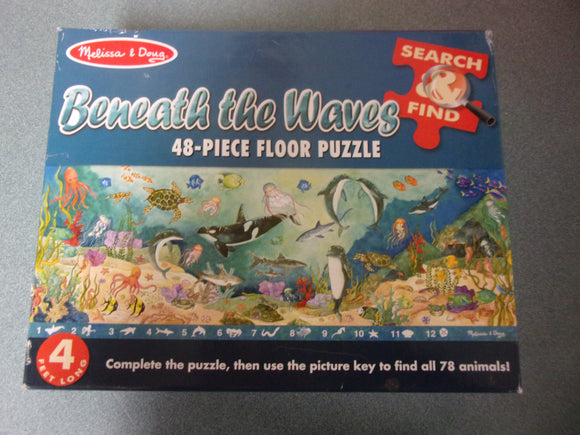 Melissa & Doug
SEARCH
&
FIND
Beneath the Waves
48-PIECE FLOOR PUZZLE
1 2 3 4 5 6 7 8 9 10 11 12
Melissa & Doug
4
FEET LONG
Complete the puzzle, then use the picture key to find all 78 animals!